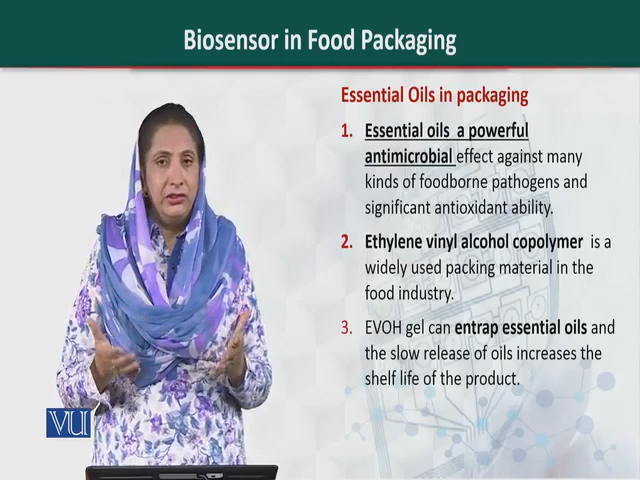 Biosensor in Food Packaging
Essential Oils in packaging
1. Essential oils a powerful
antimicrobial effect against many
kinds of foodborne pathogens and
significant antioxidant ability.
2. Ethylene vinyl alcohol copolymer is a
widely used packing material in the
food industry.
3. EVOH gel can entrap essential oils and
the slow release of oils increases the
shelf life of the product.
VU